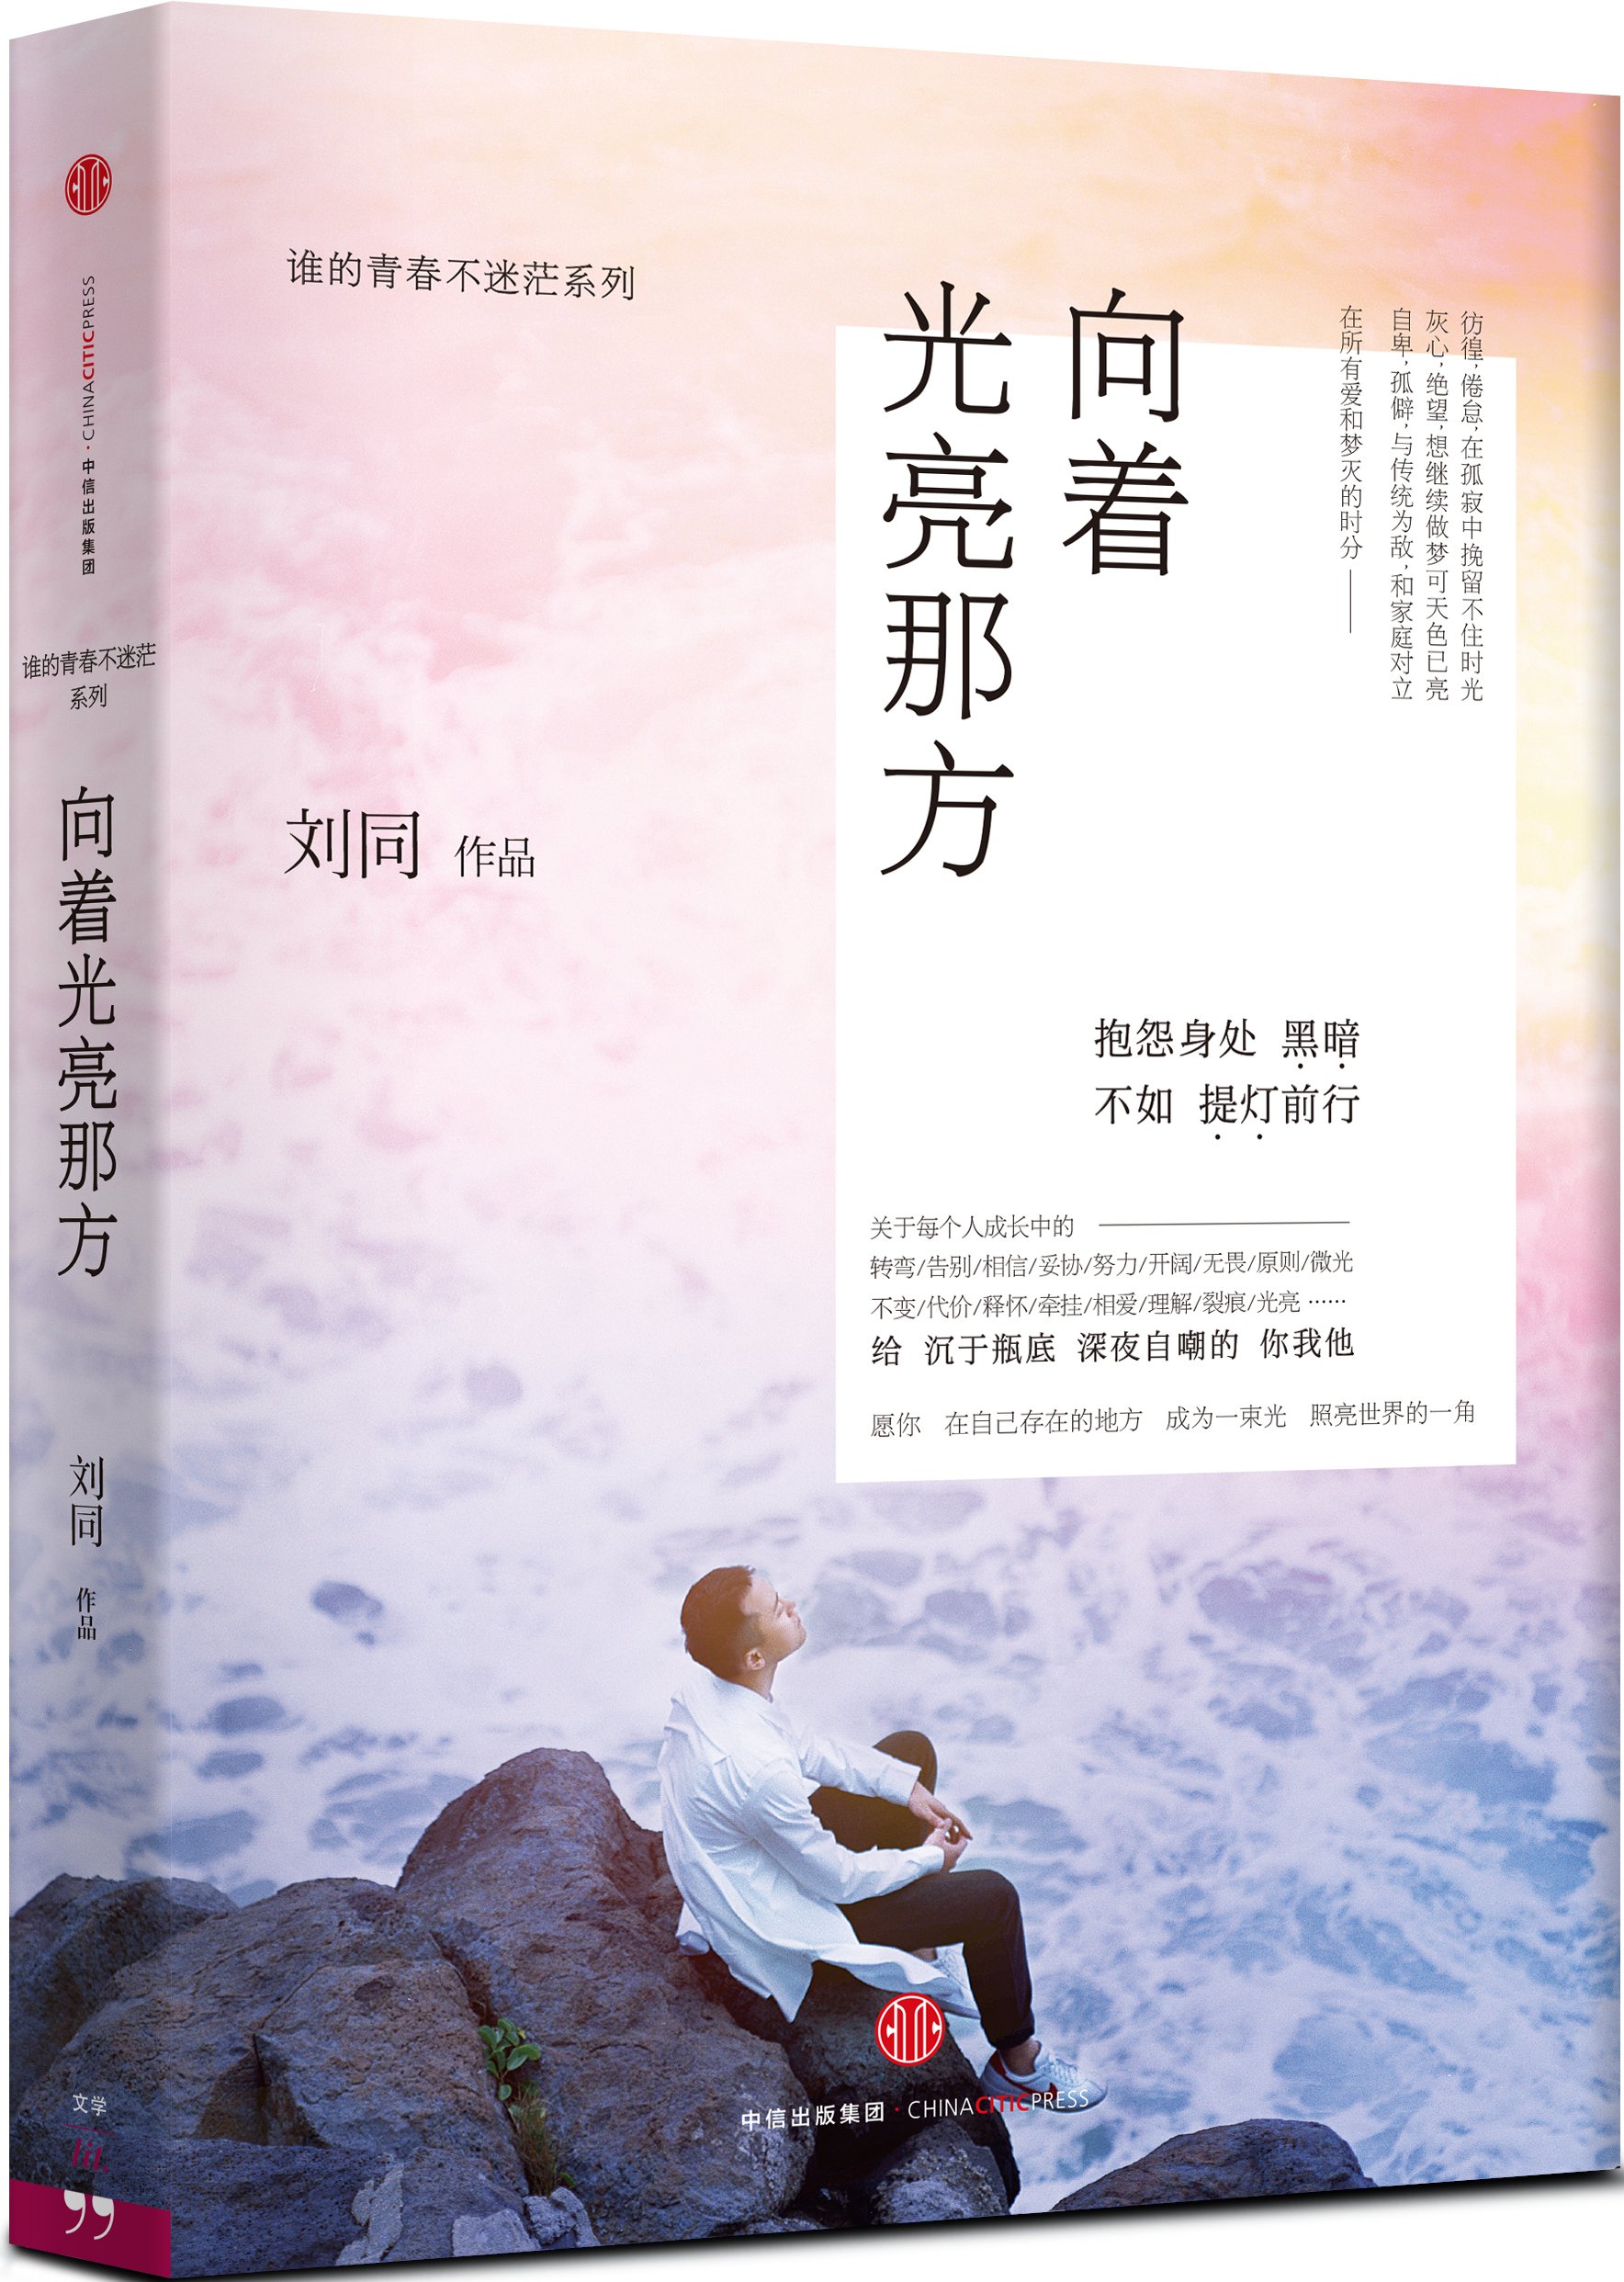 CHINACITICPRESS·中信出版集团
谁的青春不迷茫
系列
向着光亮那方
刘同
作品
文学
lit.
谁的青春不迷茫系列
向着
光亮那方
刘同 作品
彷徨，倦怠，在孤寂中挽留不住时光
灰心，绝望，想继续做梦可天色已亮
自卑，孤僻，与传统为敌，和家庭对立
在所有爱和梦灭的时分——
抱怨身处 黑暗
不如 提灯前行
关于每个人成长中的——
转弯/告别/相信/妥协/努力/开阔/无畏/原则/微光
不变/代价/释怀/牵挂/相爱/理解/裂痕/光亮……
给 沉于瓶底 深夜自嘲的 你我他
愿你 在自己存在的地方 成为一束光 照亮世界的一角
中信出版集团·CHINACITICPRESS